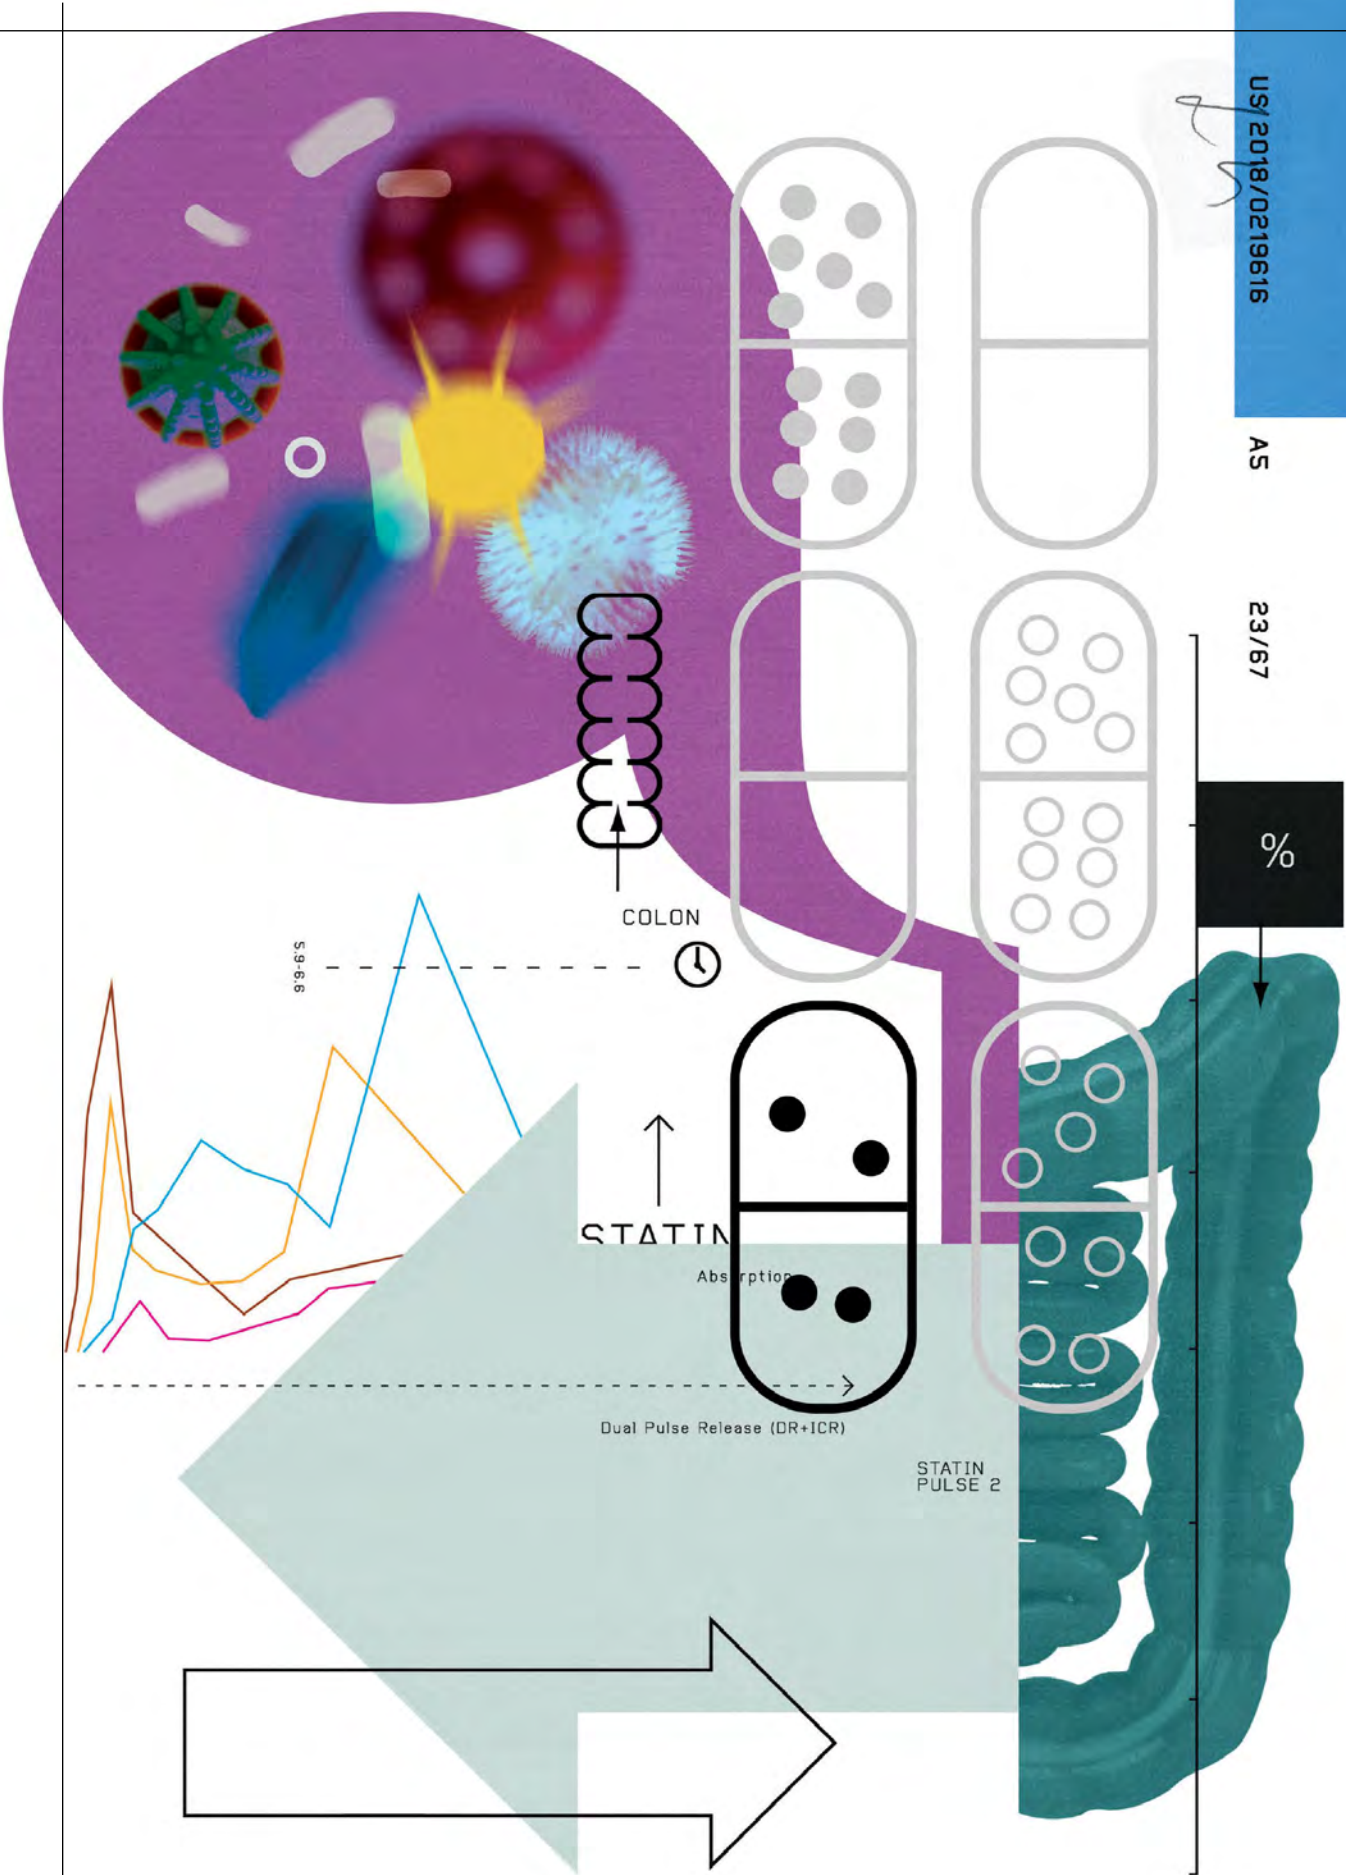 US 2018/0219616
A5
23/67
%
COLON
5.9-6.6
STATIN
Absorption
Dual Pulse Release (DR+ICR)
STATIN
PULSE 2